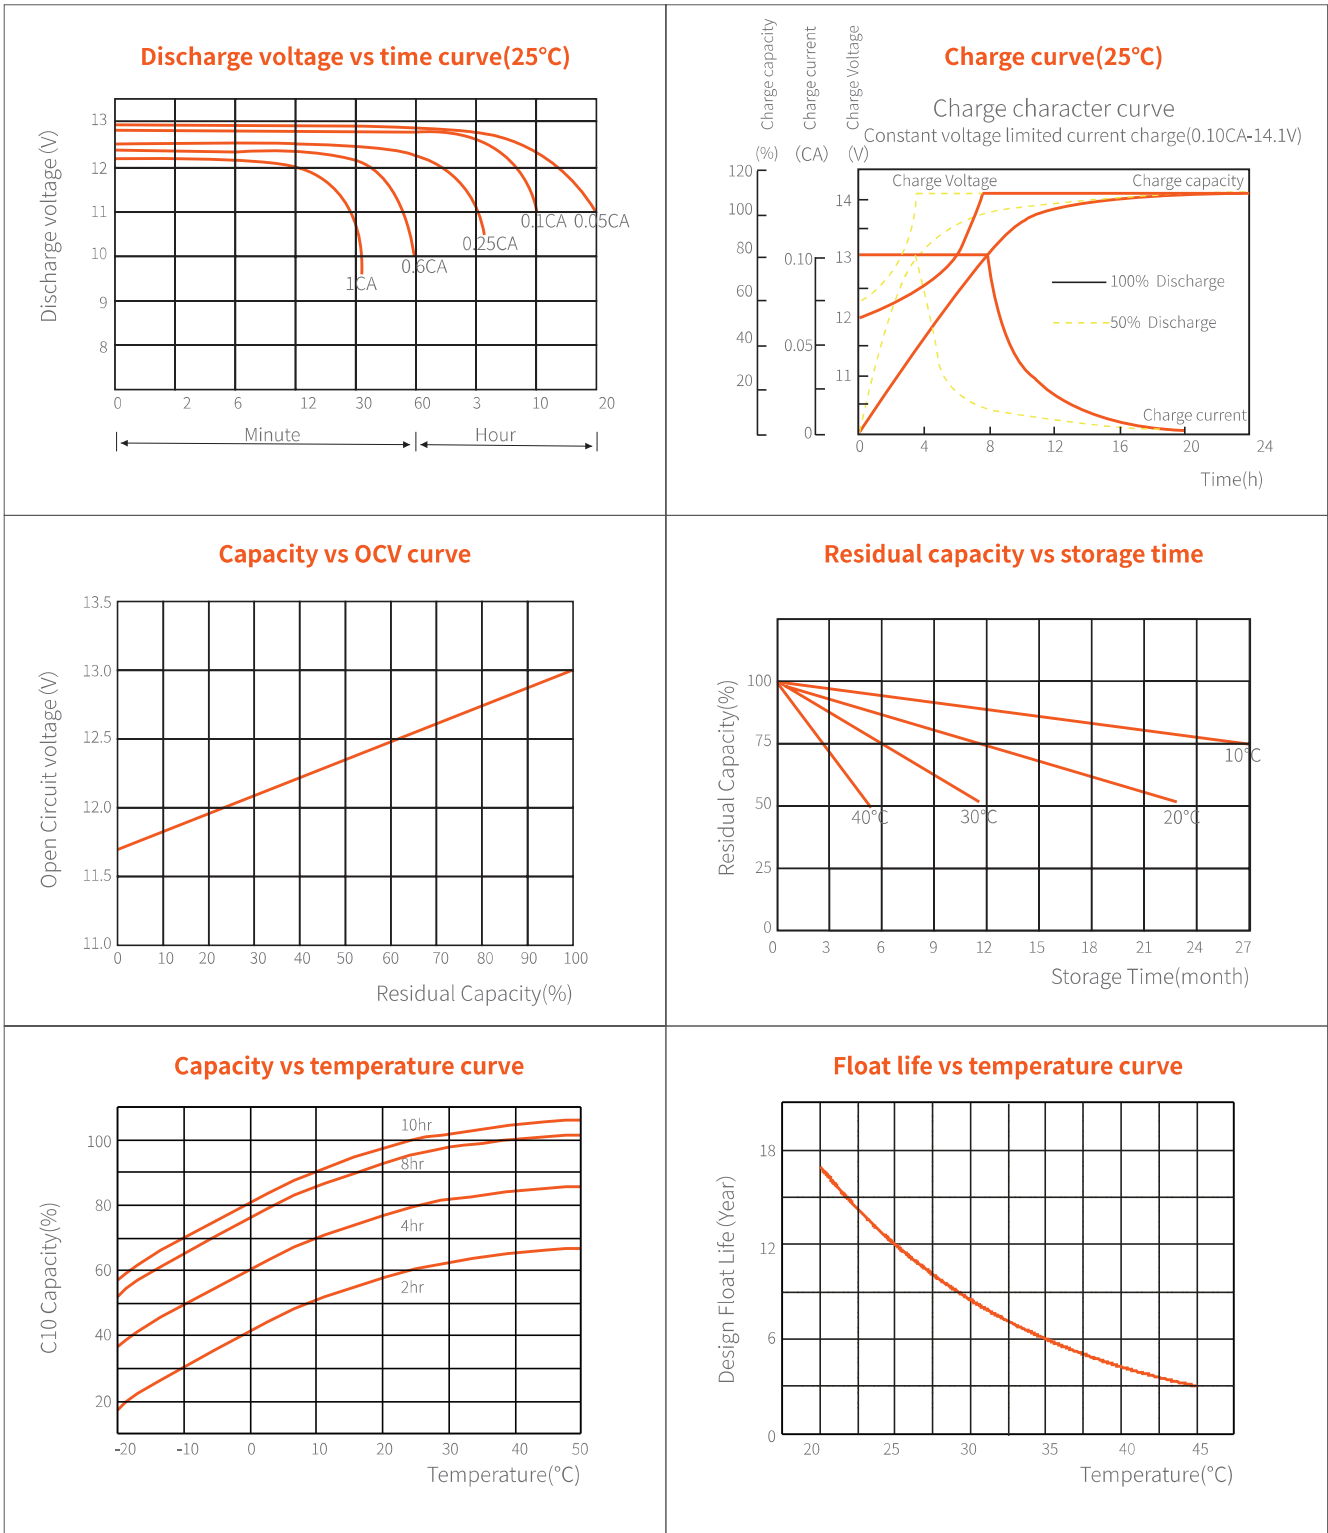 Discharge voltage vs time curve(25°C)
Discharge voltage (V)
13
12
11
10
9
8
0.1CA 0.05CA
0.25CA
0.6CA
1CA
0 2 6 12 30 60 3 10 20
Minute Hour
Charge capacity
Charge current
Charge Voltage
Charge curve(25°C)
Charge character curve
Constant voltage limited current charge(0.10CA-14.1V)
(%) (CA) (V)
120
100
80
60
40
20
0.10
0.05
0
14
13
12
11
Charge Voltage
Charge capacity
100% Discharge
50% Discharge
Charge current
0 4 8 12 16 20 24
Time(h)
Capacity vs OCV curve
Open Circuit voltage (V)
13.5
13.0
12.5
12.0
11.5
11.0
0 10 20 30 40 50 60 70 80 90 100
Residual Capacity(%)
Residual capacity vs storage time
Residual Capacity(%)
100
75
50
25
0
10°C
40°C 30°C 20°C
0 3 6 9 12 15 18 21 24 27
Storage Time(month)
Capacity vs temperature curve
C10 Capacity(%)
100
80
60
40
20
10hr
8hr
4hr
2hr
-20 -10 0 10 20 30 40 50
Temperature(°C)
Float life vs temperature curve
Design Float Life (Year)
18
12
6
0
20 25 30 35 40 45
Temperature(°C)